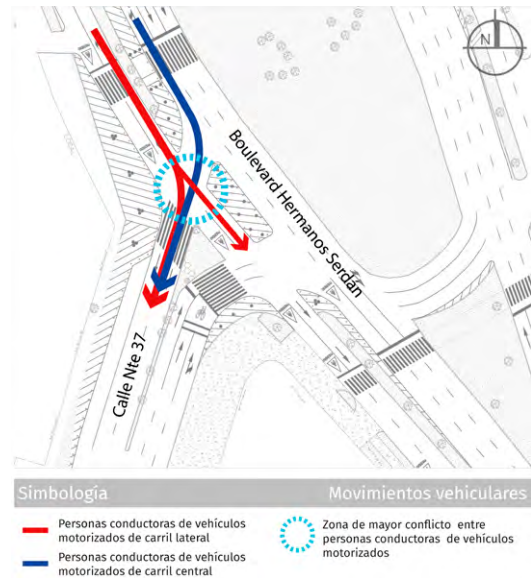 N
Boulevard Hermanos Serdán
Calle Nte 37
Simbología
Movimientos vehiculares
Personas conductoras de vehículos
motorizados de carril lateral
Personas conductoras de vehículos
motorizados de carril central
Zona de mayor conflicto entre
personas conductoras de vehículos
motorizados